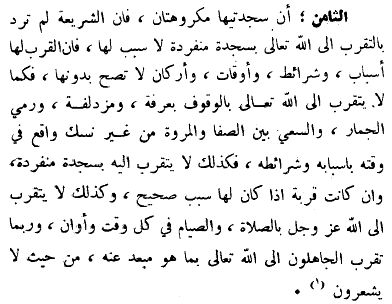 الثامن ؛ أن سجدتيها مكروهتان ، فان الشريعة لم ترد
بالتقرب الى الله تعالى بسجدة منفردة لا سبب لها ، فان القرب لها
أسباب ، وشرائط ، وأوقات ، وأركان لا تصح بدونها ، فكما
لا يتقرب الى الله تعالى بالوقوف بعرفة ، ومزدلفة ، ورمي
الجمار ، والسعي بين الصفا والمروة من غير نسك واقع في
وقته باسبابه وشرائطه ، فكذلك لا يتقرب اليه بسجدة منفردة،
وان كانت قربة اذا كان لها سبب صحيح ، وكذلك لا يتقرب
الى الله عز وجل بالصلاة ، والصيام في كل وقت وأوان ، وربما
تقرب الجاهلون الى الله تعالى بما هو مبعد عنه ، من حيث لا
يشعرون (١) .